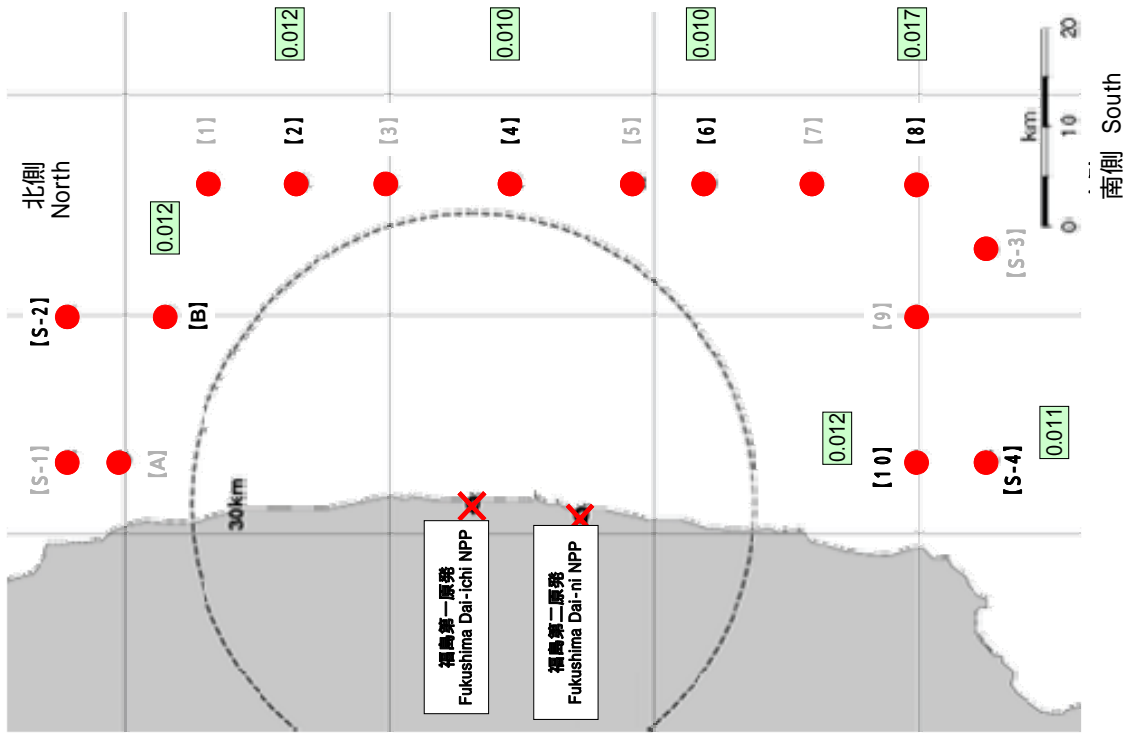 北側
North
0.012
0.010
0.010
0.017
[1]
[2]
[3]
[4]
[5]
[6]
[7]
[8]
km
0
10
20
南側 South
0.012
[S-2]
[B]
[9]
[S-3]
[S-1]
[A]
30km
0.012
0.011
[10]
[S-4]
福島第一原発
Fukushima Dai-ichi NPP
福島第二原発
Fukushima Dai-ni NPP